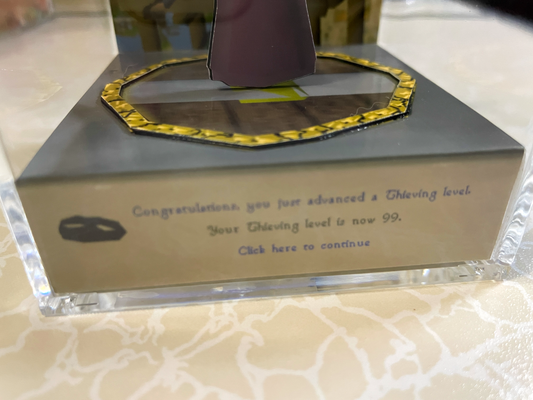 Congratulations, you just advanced a Thieving level.
Your Thieving level is now 99.
Click here to continue